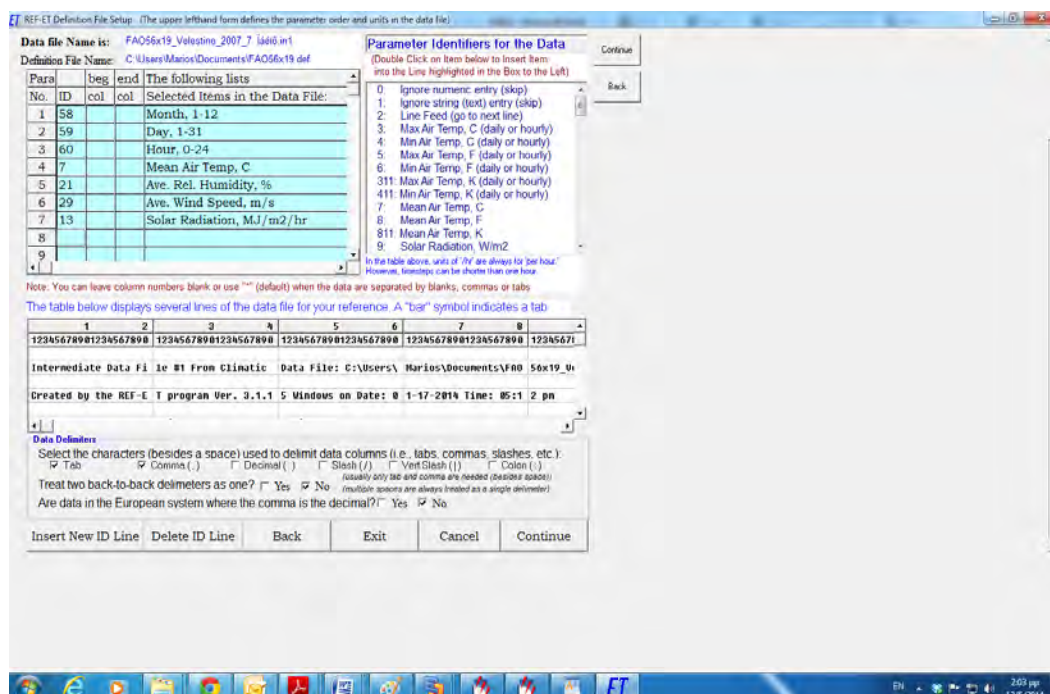 ET REF-ET Definition File Setup (The upper lefthand form defines the parameter order and units in the data file)
Data file Name is: FAO56x19_Velestino_2007_7
Definition File Name: C:\Users\Marios\Documents\FAO56x19.def
Para beg end The following lists
No. ID col col Selected Items in the Data File:
1 58 Month, 1-12
2 59 Day, 1-31
3 60 Hour, 0-24
4 7 Mean Air Temp, C
5 21 Ave. Rel. Humidity, %
6 29 Ave. Wind Speed, m/s
7 13 Solar Radiation, MJ/m2/hr
8
9
Parameter Identifiers for the Data
(Double Click on Item below to Insert Item
into the Line highlighted in the Box to the Left)
0: Ignore numeric entry (skip)
1: Ignore string (text) entry (skip)
2: Line Feed (go to next line)
3: Max Air Temp, C (daily or hourly)
4: Min Air Temp, C (daily or hourly)
5: Max Air Temp, F (daily or hourly)
6: Min Air Temp, F (daily or hourly)
311: Max Air Temp, K (daily or hourly)
411: Min Air Temp, K (daily or hourly)
7: Mean Air Temp, C
8: Mean Air Temp, F
811: Mean Air Temp, K
9: Solar Radiation, W/m2
In the table above, units of '/hr' are always for 'per hour.'
However, timesteps can be shorter than one hour.
Continue
Back
Note: You can leave column numbers blank or use "*" (default) when the data are separated by blanks, commas or tabs
The table below displays several lines of the data file for your reference. A "bar" symbol indicates a tab
1 2 3 4 5 6 7 8
12345678901234567890 12345678901234567890 12345678901234567890 12345678901234567890 1234567
Intermediate Data Fi le #1 From Climatic Data File: C:\Users\ Marios\Documents\FAO 56x19_V
Created by the REF-E T program Ver. 3.1.1 5 Windows on Date: 0 1-17-2014 Time: 05:1 2 pm
Data Delimiters
Select the characters (besides a space) used to delimit data columns (i.e., tabs, commas, slashes, etc.):
Tab Comma (,) Decimal (.) Slash (/) Vert Slash (|) Colon (:)
(usually only tab and comma are needed (besides space))
Treat two back-to-back delimeters as one? Yes No (multiple spaces are always treated as a single delimeter)
Are data in the European system where the comma is the decimal? Yes No
Insert New ID Line Delete ID Line Back Exit Cancel Continue
ET
EN
2:03 μμ